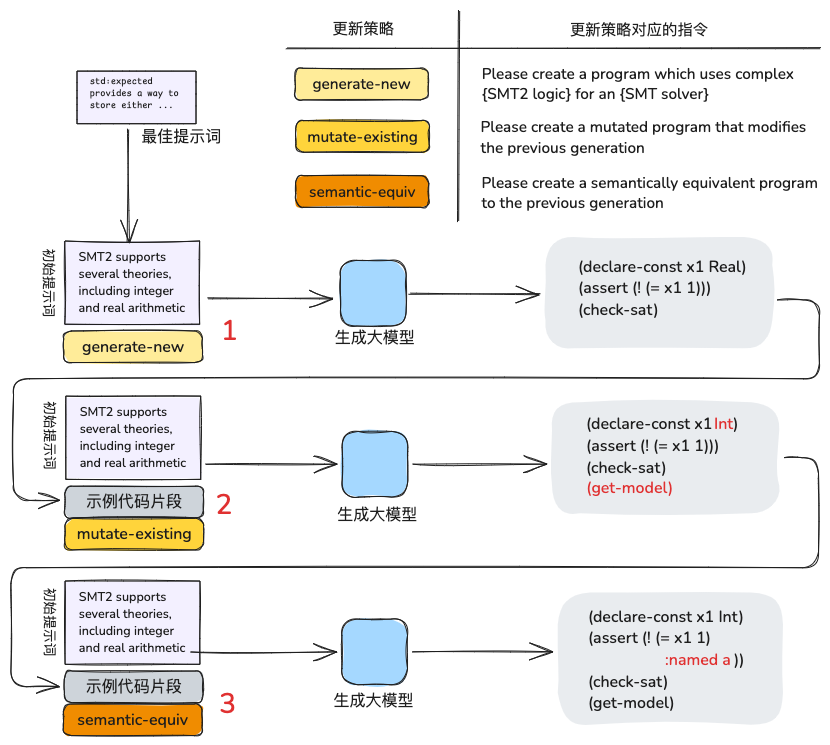 更新策略
更新策略对应的指令
generate-new
Please create a program which uses complex
{SMT2 logic} for an {SMT solver}
mutate-existing
Please create a mutated program that modifies
the previous generation
semantic-equiv
Please create a semantically equivalent program
to the previous generation
std:expected
provides a way to
store either ...
最佳提示词
初始提示词
SMT2 supports
several theories,
including integer
and real arithmetic
generate-new
1
生成大模型
(declare-const x1 Real)
(assert (! (= x1 1)))
(check-sat)
初始提示词
SMT2 supports
several theories,
including integer
and real arithmetic
示例代码片段
mutate-existing
2
生成大模型
(declare-const x1 Int)
(assert (! (= x1 1)))
(check-sat)
(get-model)
初始提示词
SMT2 supports
several theories,
including integer
and real arithmetic
示例代码片段
semantic-equiv
3
生成大模型
(declare-const x1 Int)
(assert (! (= x1 1)
:named a ))
(check-sat)
(get-model)